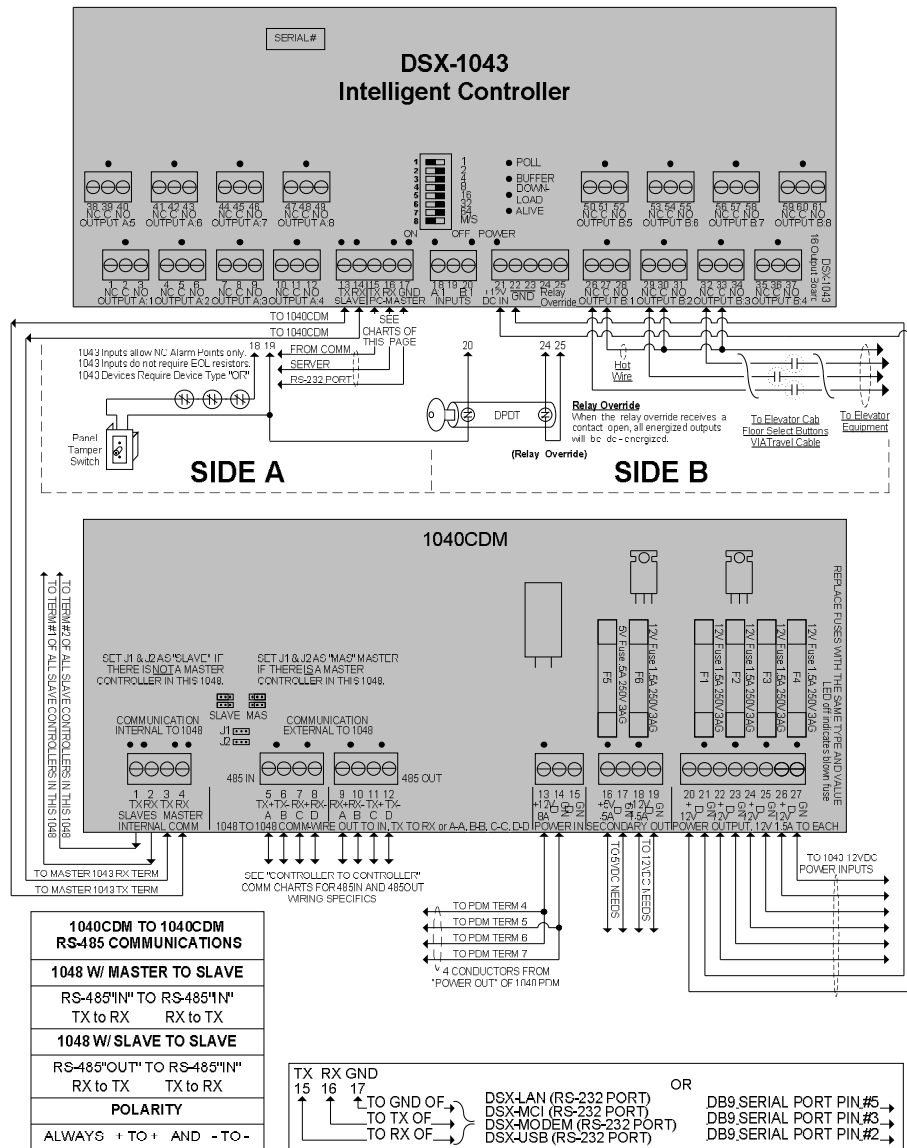 SERIAL#
DSX-1043
Intelligent Controller
1 1
2 2
3 4
4 8
5 16
6 32
7 64
8 M/S
ON OFF
POLL
BUFFER
DOWN-
LOAD
ALIVE
POWER
38 39 40
NC C NO
OUTPUT A:5
41 42 43
NC C NO
OUTPUT A:6
44 45 46
NC C NO
OUTPUT A:7
47 48 49
NC C NO
OUTPUT A:8
50 51 52
NC C NO
OUTPUT B:5
53 54 55
NC C NO
OUTPUT B:6
56 57 58
NC C NO
OUTPUT B:7
59 60 61
NC C NO
OUTPUT B:8
1 2 3
NC C NO
OUTPUT A:1
4 5 6
NC C NO
OUTPUT A:2
7 8 9
NC C NO
OUTPUT A:3
10 11 12
NC C NO
OUTPUT A:4
13 14 15 16 17
TX RX TX RX GND
SLAVE PC-MASTER
18 19 20
A:1 B:1
INPUTS
21 22 23 24 25
+12V GND Relay
DC IN Override
26 27 28
NC C NO
OUTPUT B:1
29 30 31
NC C NO
OUTPUT B:2
32 33 34
NC C NO
OUTPUT B:3
35 36 37
NC C NO
OUTPUT B:4
DSX-1043
16 Output Board
TO 1040CDM
TO 1040CDM
SEE
CHARTS OF
THIS PAGE
1043 Inputs allow NC Alarm Points only.
1043 Inputs do not require EOL resistors.
1043 Devices Require Device Type "OR"
18 19
FROM COMM
SERVER
RS-232 PORT
20
24 25
DPDT
(Relay Override)
Hot
Wire
Relay Override
When the relay override receives a
contact open, all energized outputs
will be de-energized.
To Elevator Cab
Floor Select Buttons
VIA Travel Cable
To Elevator
Equipment
Panel
Tamper
Switch
SIDE A
SIDE B
1040CDM
TO TERM #1 OF ALL SLAVE CONTROLLERS IN THIS 1048
TO TERM #2 OF ALL SLAVE CONTROLLERS IN THIS 1048
SET J1 & J2 AS "SLAVE" IF
THERE IS NOT A MASTER
CONTROLLER IN THIS 1048.
SET J1 & J2 AS "MAS" MASTER
IF THERE IS A MASTER
CONTROLLER IN THIS 1048.
SLAVE MAS
J1
J2
COMMUNICATION
INTERNAL TO 1048
COMMUNICATION
EXTERNAL TO 1048
485 IN
485 OUT
5V Fuse .5A 250V 3AG
F5
12V Fuse 1.5A 250V 3AG
F6
12V Fuse 1.5A 250V 3AG
F1
12V Fuse 1.5A 250V 3AG
F2
12V Fuse 1.5A 250V 3AG
F3
12V Fuse 1.5A 250V 3AG
F4
REPLACE FUSES WITH THE SAME TYPE AND VALUE
LED off indicates blown fuse
1 2 3 4
TX RX TX RX
SLAVES MASTER
INTERNAL COMM
5 6 7 8
TX+ TX- RX+ RX-
A B C D
9 10 11 12
RX+ RX- TX+ TX-
A B C D
1048 TO 1048 COMM-WIRE OUT TO IN, TX TO RX or A-A, B-B, C-C, D-D
13 14 15
+12V GND GND
8A
POWER IN
16 17 18 19
+5V GND +12V GND
.5A 1.5A
SECONDARY OUT
20 21 22 23 24 25 26 27
+12V GND +12V GND +12V GND +12V GND
POWER OUTPUT, 12V 1.5A TO EACH
TO MASTER 1043 RX TERM
TO MASTER 1043 TX TERM
SEE "CONTROLLER TO CONTROLLER"
COMM CHARTS FOR 485IN AND 485OUT
WIRING SPECIFICS
TO 5VDC NEEDS
TO 12VDC NEEDS
TO 1043 12VDC
POWER INPUTS
TO PDM TERM 4
TO PDM TERM 5
TO PDM TERM 6
TO PDM TERM 7
4 CONDUCTORS FROM
"POWER OUT" OF 1040 PDM
1040CDM TO 1040CDM
RS-485 COMMUNICATIONS
1048 W/ MASTER TO SLAVE
RS-485"IN" TO RS-485"IN"
TX to RX RX to TX
1048 W/ SLAVE TO SLAVE
RS-485"OUT" TO RS-485"IN"
RX to TX TX to RX
POLARITY
ALWAYS + TO + AND - TO -
TX RX GND
15 16 17
TO GND OF
TO TX OF
TO RX OF
DSX-LAN (RS-232 PORT)
DSX-MCI (RS-232 PORT)
DSX-MODEM (RS-232 PORT)
DSX-USB (RS-232 PORT)
OR
DB9 SERIAL PORT PIN #5
DB9 SERIAL PORT PIN #3
DB9 SERIAL PORT PIN #2